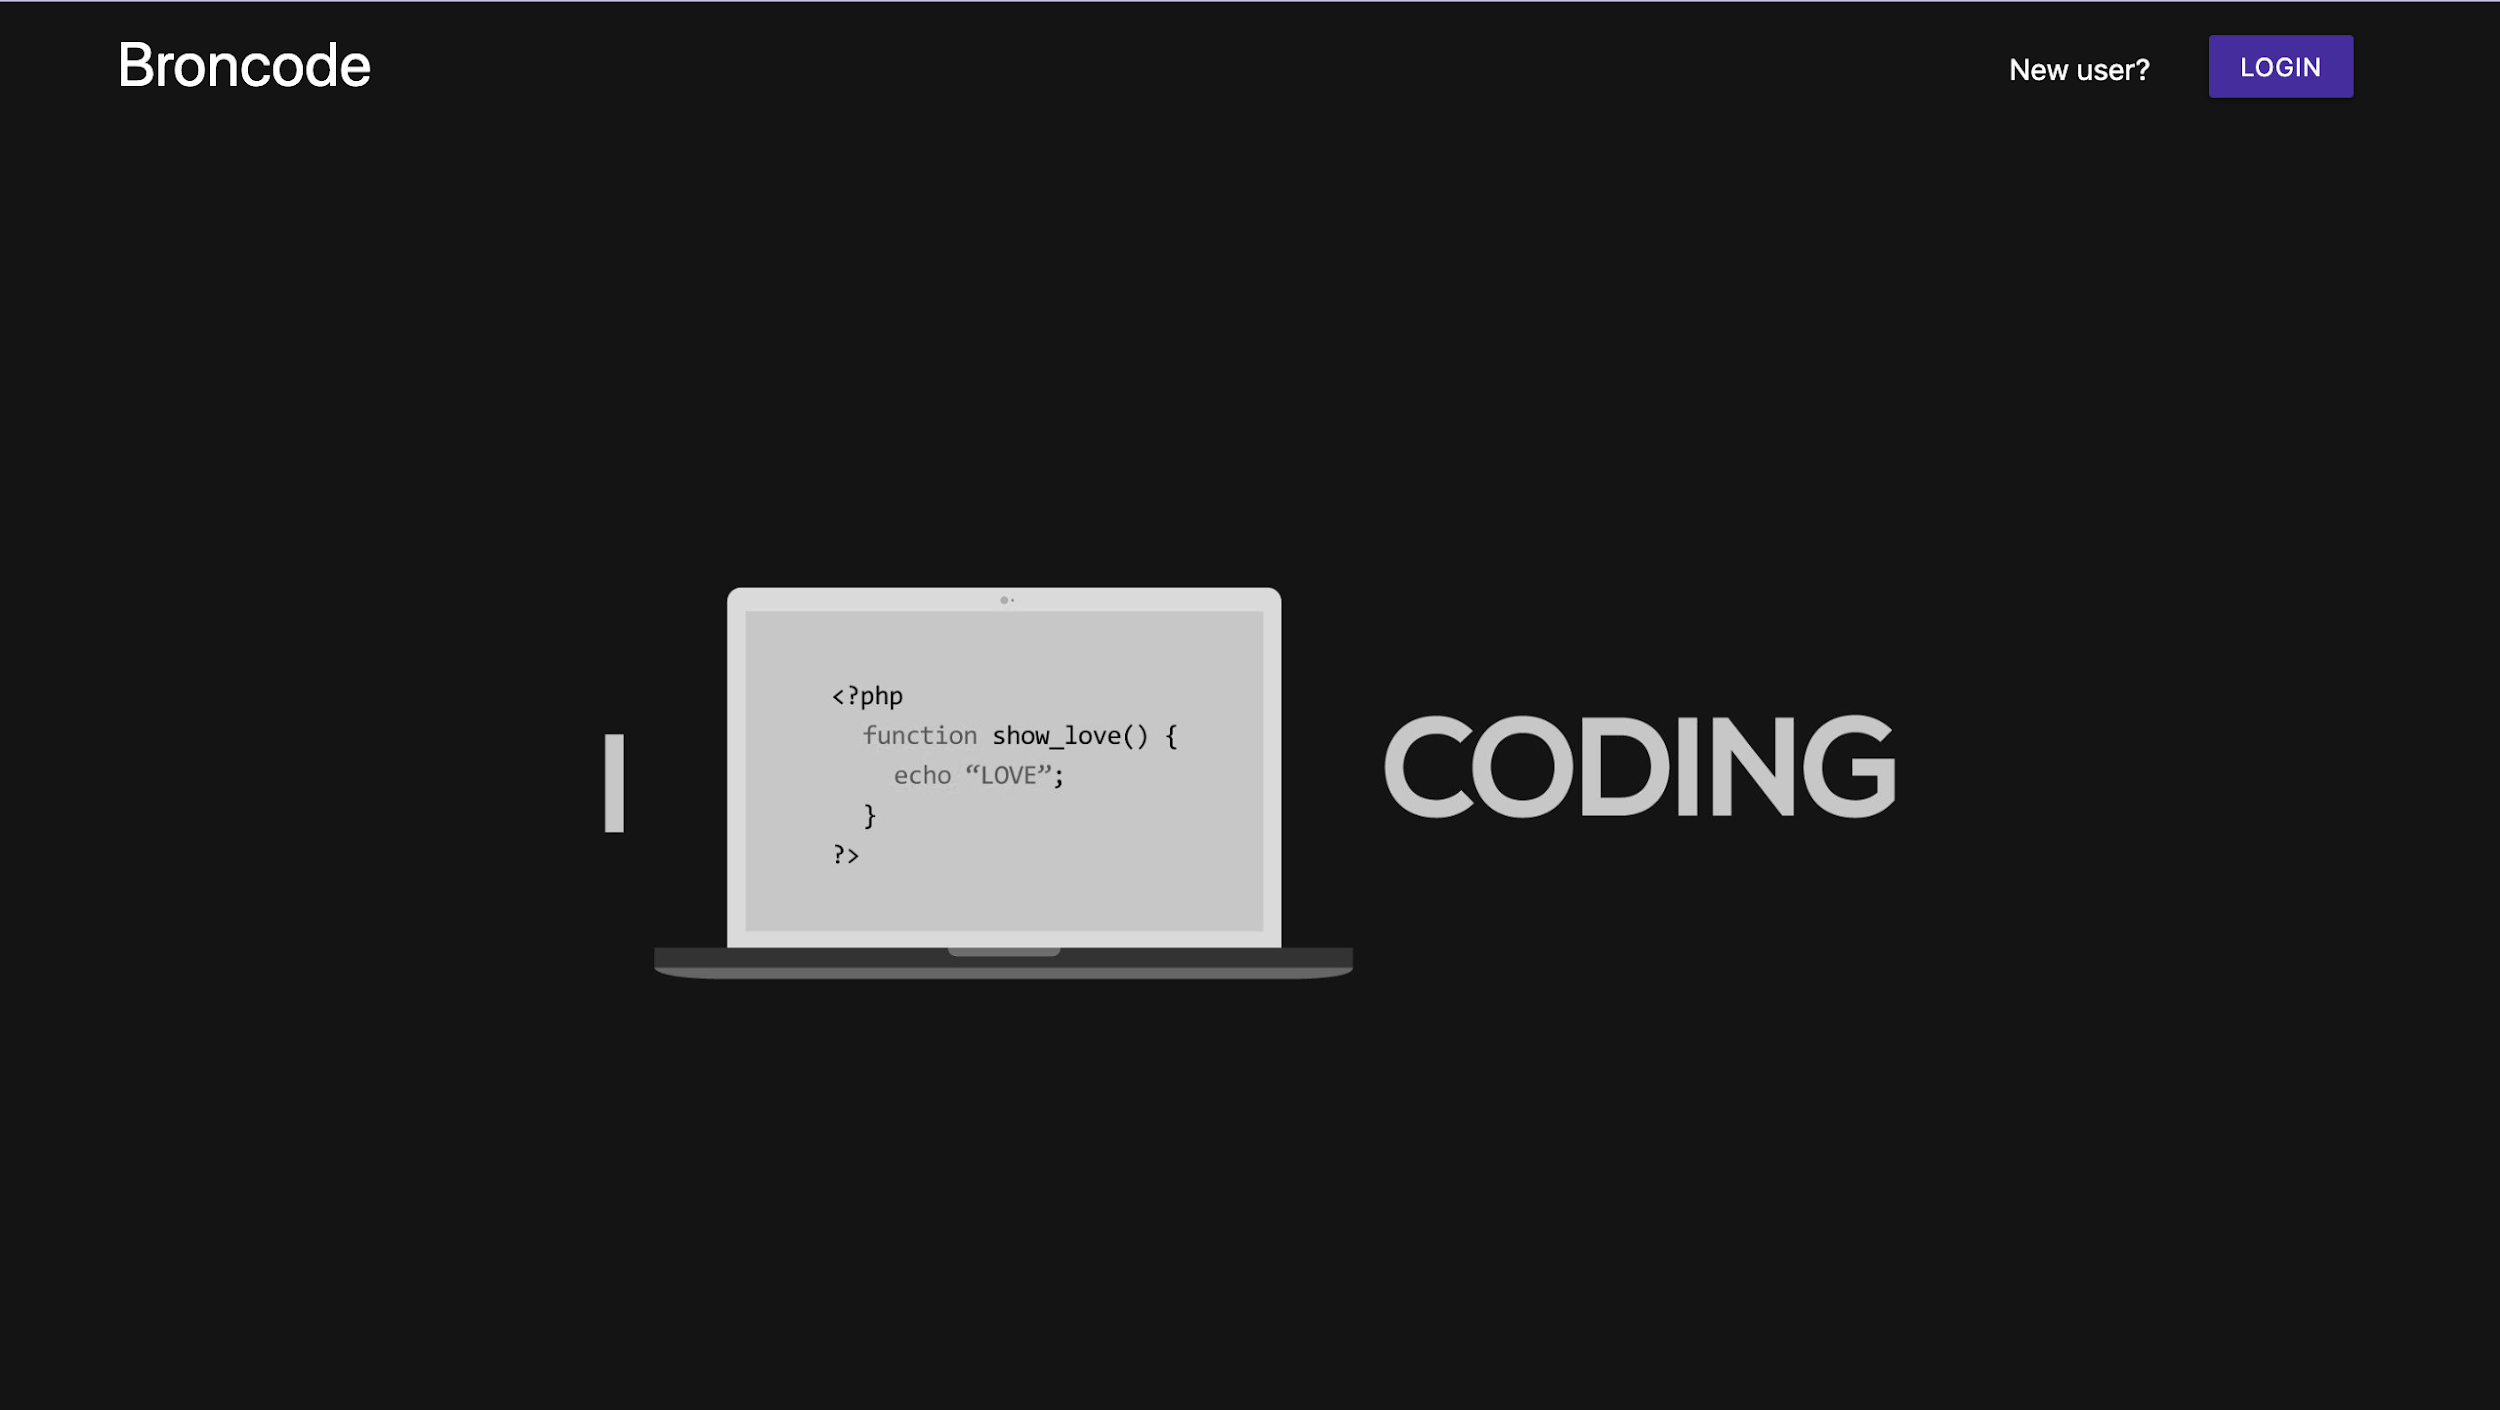 Broncode
New user?
LOGIN
I
<?php
function show_love() {
echo “LOVE”;
}
?>
CODING